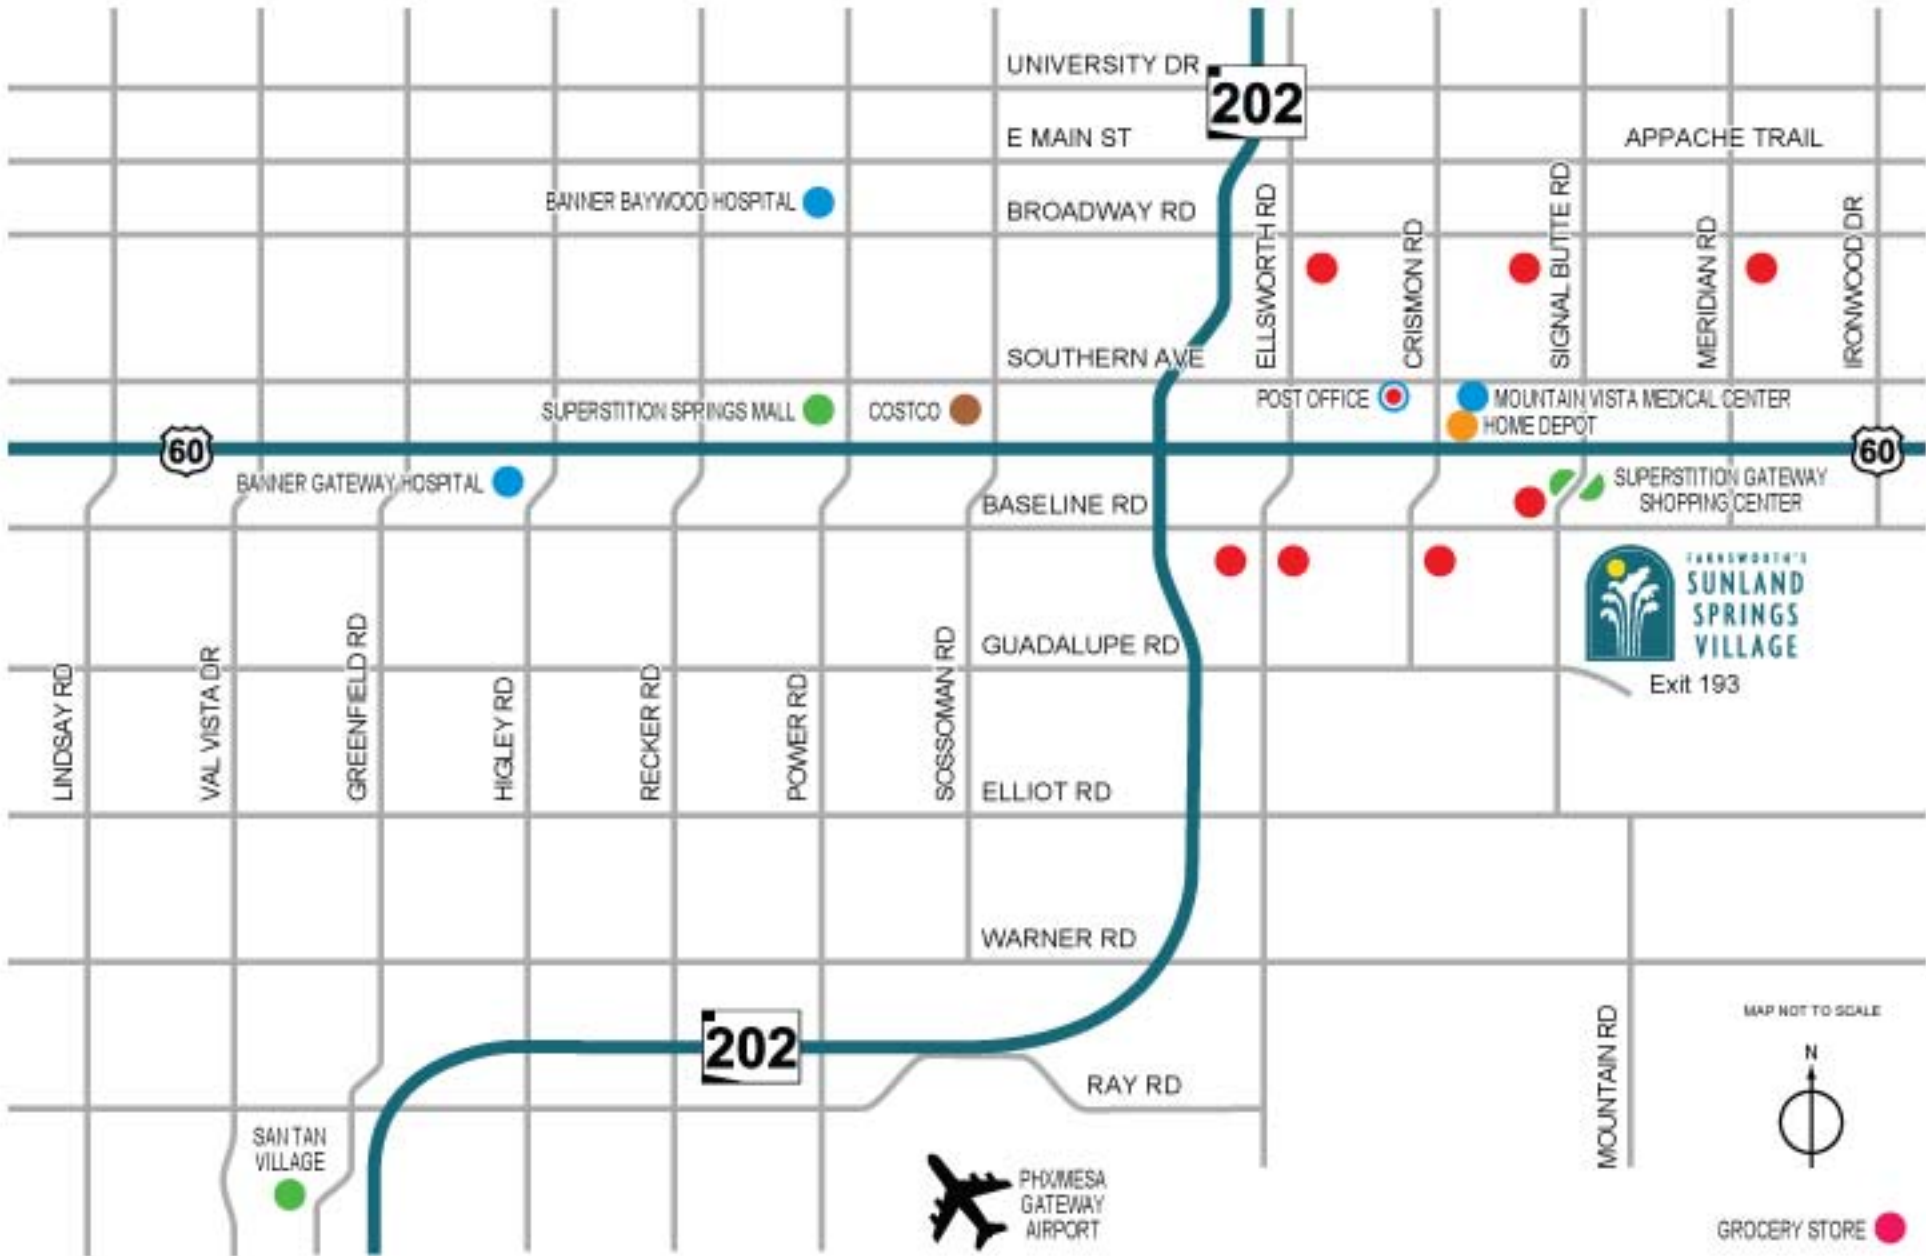 UNIVERSITY DR
202
E MAIN ST
APPACHE TRAIL
BANNER BAYWOOD HOSPITAL
BROADWAY RD
ELLSWORTH RD
CRISMON RD
SIGNAL BUTTE RD
MERIDIAN RD
IRONWOOD DR
SOUTHERN AVE
POST OFFICE
MOUNTAIN VISTA MEDICAL CENTER
SUPERSTITION SPRINGS MALL
COSTCO
HOME DEPOT
60
60
BANNER GATEWAY HOSPITAL
SUPERSTITION GATEWAY
SHOPPING CENTER
BASELINE RD
FARNSWORTH'S
SUNLAND
SPRINGS
VILLAGE
Exit 193
GUADALUPE RD
LINDSAY RD
VAL VISTA DR
GREENFIELD RD
HIGLEY RD
RECKER RD
POWER RD
SOSSOMAN RD
ELLIOT RD
WARNER RD
MAP NOT TO SCALE
N
202
RAY RD
MOUNTAIN RD
SAN TAN
VILLAGE
PHX/MESA
GATEWAY
AIRPORT
GROCERY STORE